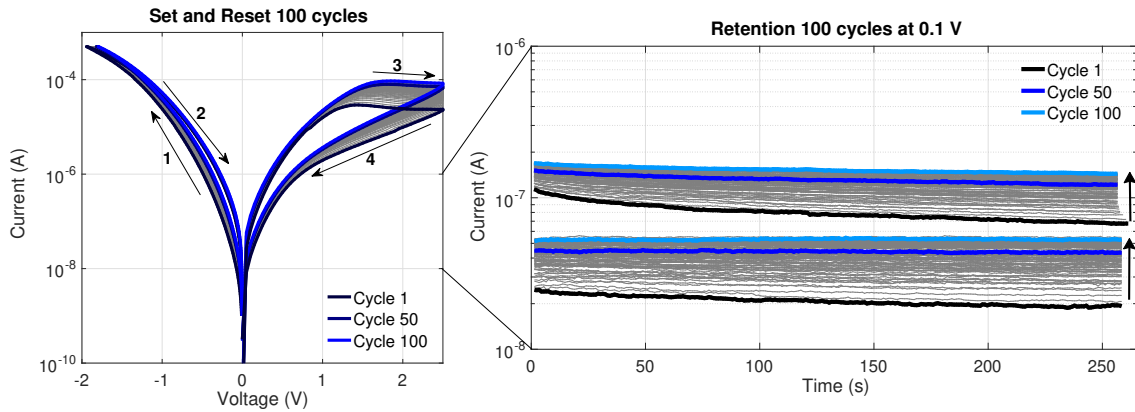 Set and Reset 100 cycles
Current (A)
10^-4
10^-6
10^-8
10^-10
1
2
3
4
Cycle 1
Cycle 50
Cycle 100
-2
-1
0
1
2
Voltage (V)
Retention 100 cycles at 0.1 V
Current (A)
10^-6
10^-7
10^-8
Cycle 1
Cycle 50
Cycle 100
0
50
100
150
200
250
Time (s)